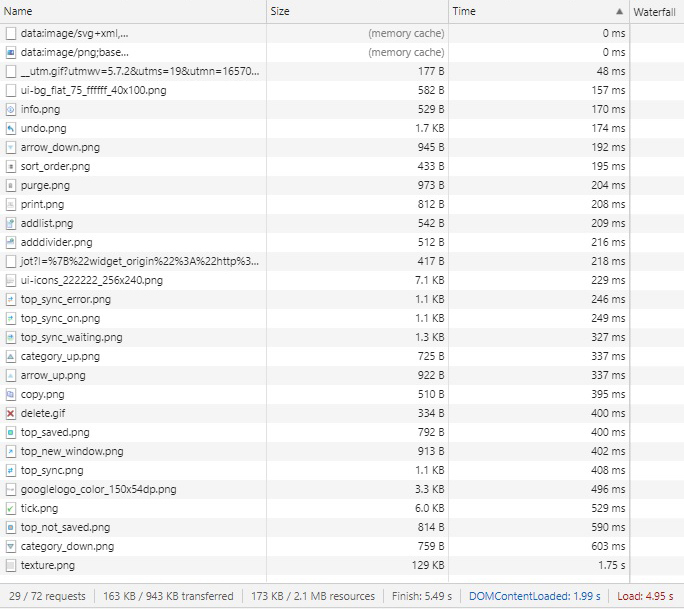 Name Size Time Waterfall
data:image/svg+xml,... (memory cache) 0 ms
data:image/png;base... (memory cache) 0 ms
__utm.gif?utmwv=5.7.2&utms=19&utmn=16570... 177 B 48 ms
ui-bg_flat_75_ffffff_40x100.png 582 B 157 ms
info.png 529 B 170 ms
undo.png 1.7 KB 174 ms
arrow_down.png 945 B 192 ms
sort_order.png 433 B 195 ms
purge.png 973 B 204 ms
print.png 812 B 208 ms
addlist.png 542 B 209 ms
adddivider.png 512 B 216 ms
jot?l=%7B%22widget_origin%22%3A%22http%3... 417 B 218 ms
ui-icons_222222_256x240.png 7.1 KB 229 ms
top_sync_error.png 1.1 KB 246 ms
top_sync_on.png 1.1 KB 249 ms
top_sync_waiting.png 1.3 KB 327 ms
category_up.png 725 B 337 ms
arrow_up.png 922 B 337 ms
copy.png 510 B 395 ms
delete.gif 334 B 400 ms
top_saved.png 792 B 400 ms
top_new_window.png 913 B 402 ms
top_sync.png 1.1 KB 408 ms
googlelogo_color_150x54dp.png 3.3 KB 496 ms
tick.png 6.0 KB 529 ms
top_not_saved.png 814 B 590 ms
category_down.png 759 B 603 ms
texture.png 129 KB 1.75 s
29 / 72 requests 163 KB / 943 KB transferred 173 KB / 2.1 MB resources Finish: 5.49 s DOMContentLoaded: 1.99 s Load: 4.95 s